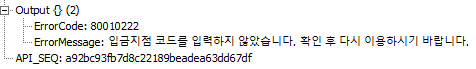 Output {} (2)
ErrorCode: 80010222
ErrorMessage: 입금지점 코드를 입력하지 않았습니다. 확인 후 다시 이용하시기 바랍니다.
API_SEQ: a92bc93fb7d8c22189beadea63dd67df